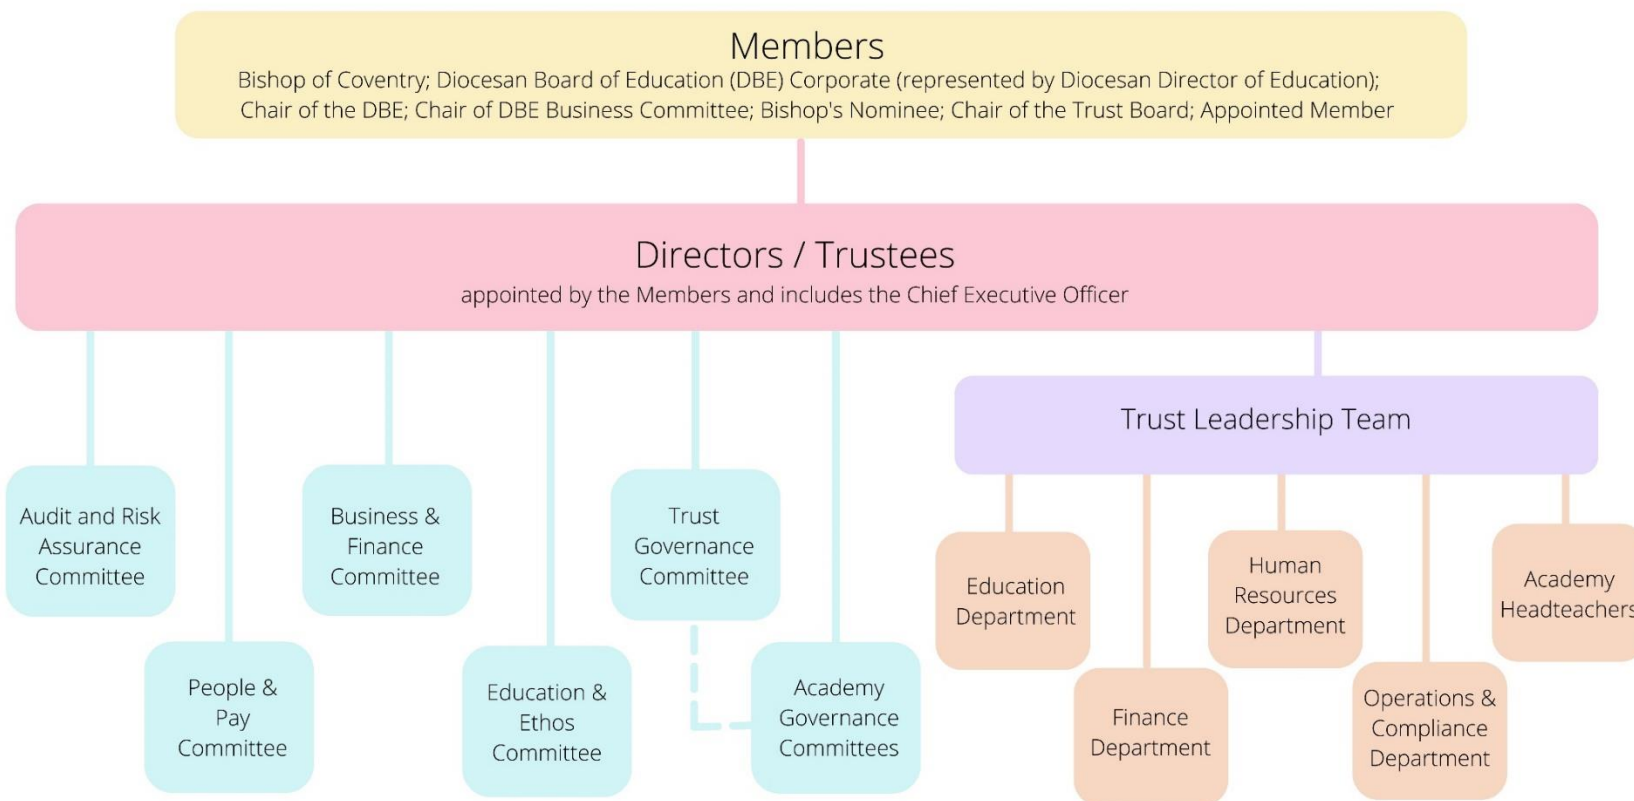 Members
Bishop of Coventry; Diocesan Board of Education (DBE) Corporate (represented by Diocesan Director of Education);
Chair of the DBE; Chair of DBE Business Committee; Bishop's Nominee; Chair of the Trust Board; Appointed Member
Directors / Trustees
appointed by the Members and includes the Chief Executive Officer
Trust Leadership Team
Audit and Risk
Assurance
Committee
Business &
Finance
Committee
Trust
Governance
Committee
People &
Pay
Committee
Education &
Ethos
Committee
Academy
Governance
Committees
Education
Department
Human
Resources
Department
Academy
Headteachers
Finance
Department
Operations &
Compliance
Department